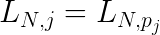 L_{N,j} = L_{N,p_j}